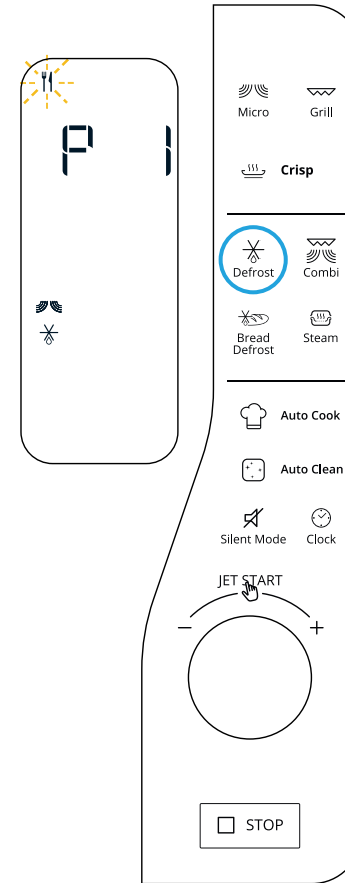 P 1
Micro Grill
Crisp
Defrost Combi
Bread Steam
Defrost
Auto Cook
Auto Clean
Silent Mode Clock
JET START
− +
STOP